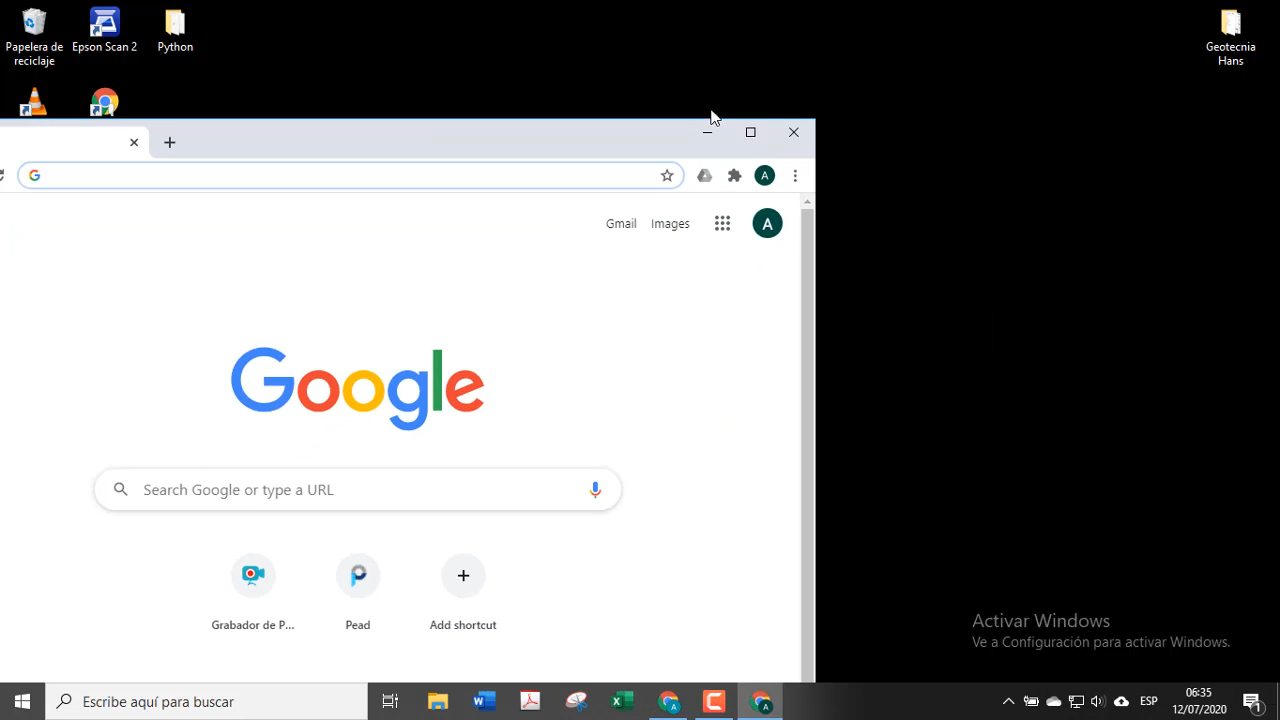 Papelera de
reciclaje
Epson Scan 2
Python
Geotecnia
Hans
A
Gmail
Images
A
Google
Search Google or type a URL
Grabador de P...
Pead
Add shortcut
Activar Windows
Ve a Configuración para activar Windows.
Escribe aquí para buscar
ESP
06:35
12/07/2020
1